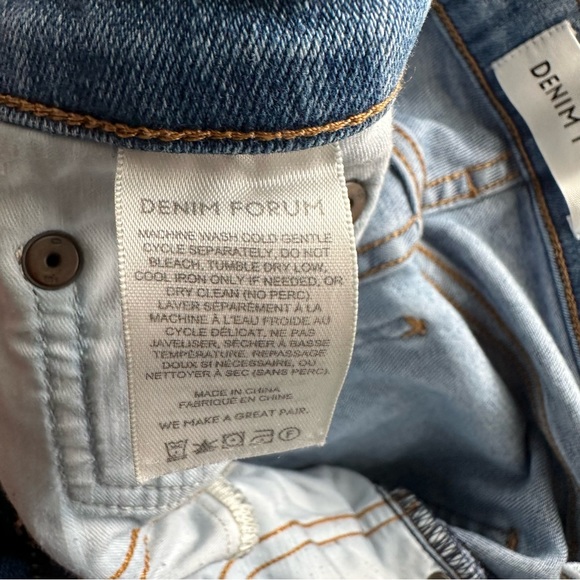 DENIM FORUM
MACHINE WASH COLD GENTLE
CYCLE SEPARATELY, DO NOT
BLEACH, TUMBLE DRY LOW,
COOL IRON ONLY IF NEEDED, OR
DRY CLEAN (NO PERC).
LAVER SÉPARÉMENT À LA
MACHINE À L'EAU FROIDE AU
CYCLE DÉLICAT, NE PAS
JAVELISER, SÉCHER À BASSE
TEMPÉRATURE, REPASSAGE
DOUX SI NÉCESSAIRE, OU
NETTOYER À SEC (SANS PERC).
MADE IN CHINA
FABRIQUÉ EN CHINE
WE MAKE A GREAT PAIR.
DENIM